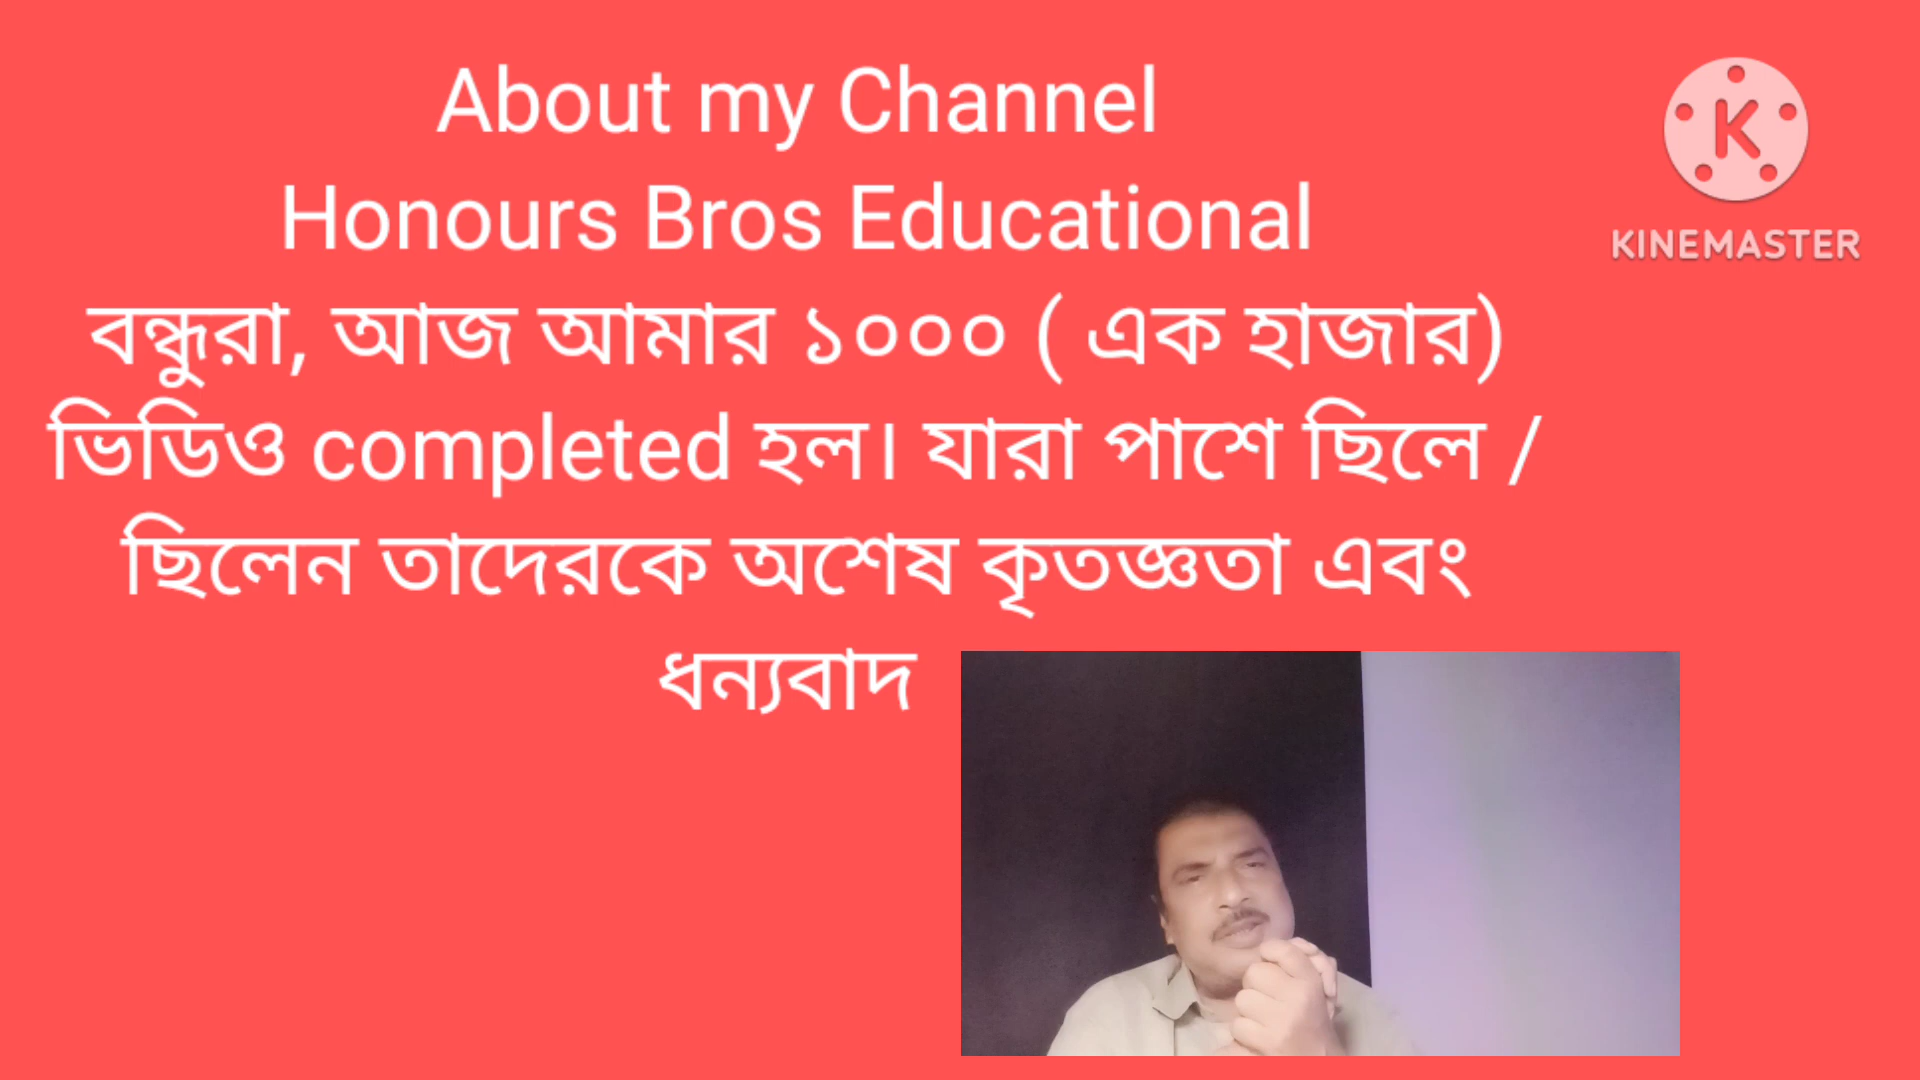 About my Channel
Honours Bros Educational
বন্ধুরা, আজ আমার ১০০০ ( এক হাজার)
ভিডিও completed হল। যারা পাশে ছিলে /
ছিলেন তাদেরকে অশেষ কৃতজ্ঞতা এবং
ধন্যবাদ
K
KINEMASTER